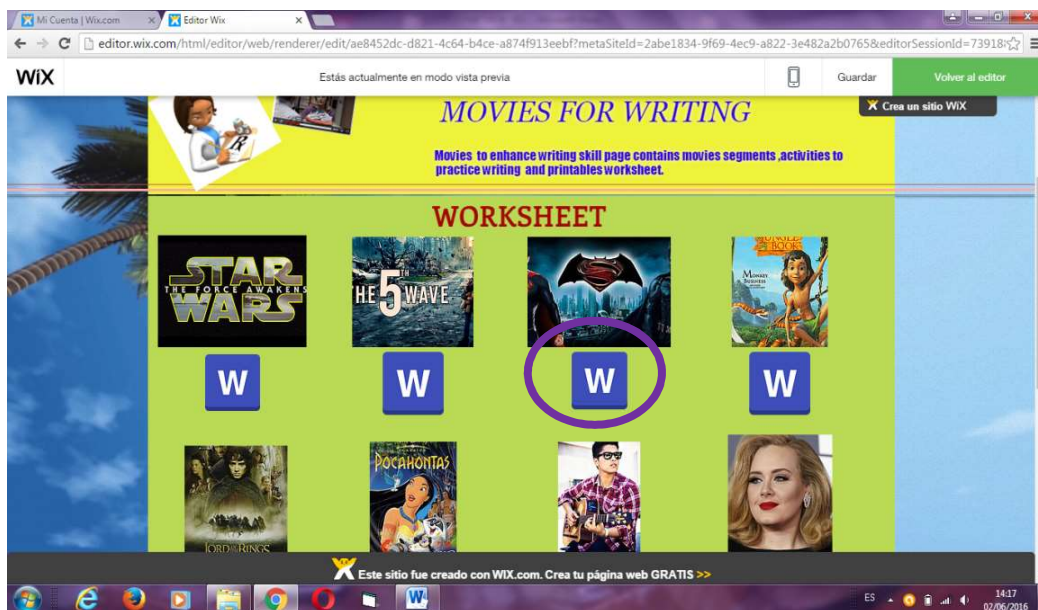 Mi Cuenta | Wix.com
Editor Wix
editor.wix.com/html/editor/web/renderer/edit/ae8452dc-d821-4c64-b4ce-a874f913eebf?metaSiteId=2abe1834-9f69-4ec9-a822-3e482a2b0765&editorSessionId=73918
WiX
Estás actualmente en modo vista previa
Guardar
Volver al editor
Crea un sitio WiX
MOVIES FOR WRITING
Movies to enhance writing skill page contains movies segments ,activities to
practice writing and printables worksheet.
WORKSHEET
STAR
THE FORCE AWAKENS
WARS
5TH
HE WAVE
JUNGLE
BOOK
W
W
W
W
POCAHONTAS
LORD OF THE RINGS
Este sitio fue creado con WIX.com. Crea tu página web GRATIS >>
ES
14:17
02/06/2016